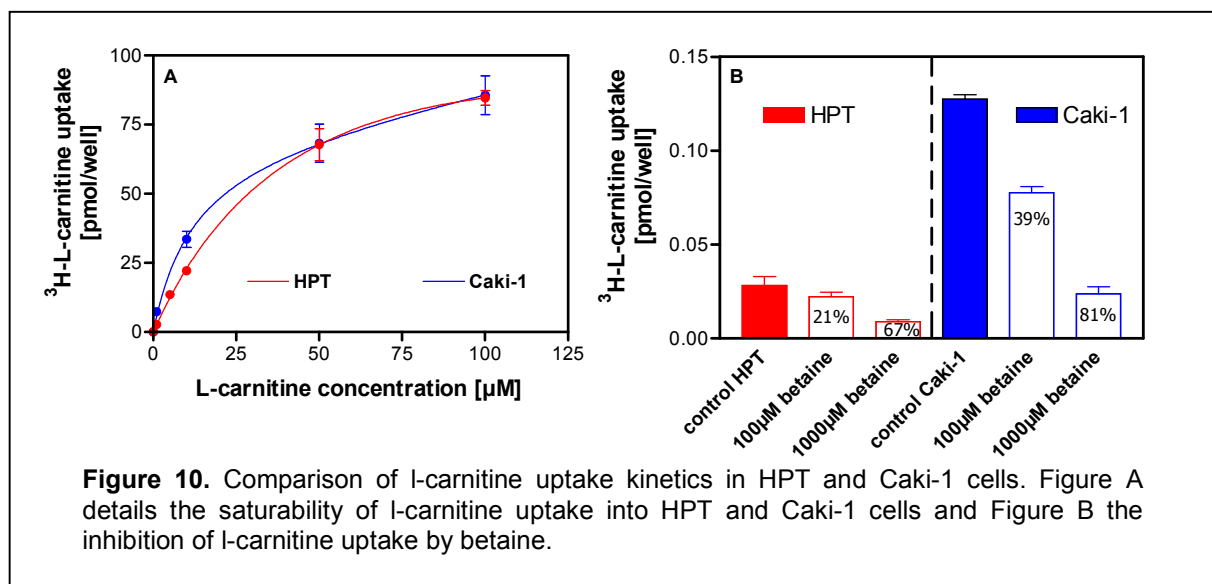 A
³H-L-carnitine uptake
[pmol/well]
100
75
50
25
0
0 25 50 75 100 125
L-carnitine concentration [µM]
HPT
Caki-1
B
³H-L-carnitine uptake
[pmol/well]
0.15
0.10
0.05
0.00
HPT
Caki-1
21%
67%
39%
81%
control HPT
100µM betaine
1000µM betaine
control Caki-1
100µM betaine
1000µM betaine
Figure 10. Comparison of l-carnitine uptake kinetics in HPT and Caki-1 cells. Figure A
details the saturability of l-carnitine uptake into HPT and Caki-1 cells and Figure B the
inhibition of l-carnitine uptake by betaine.